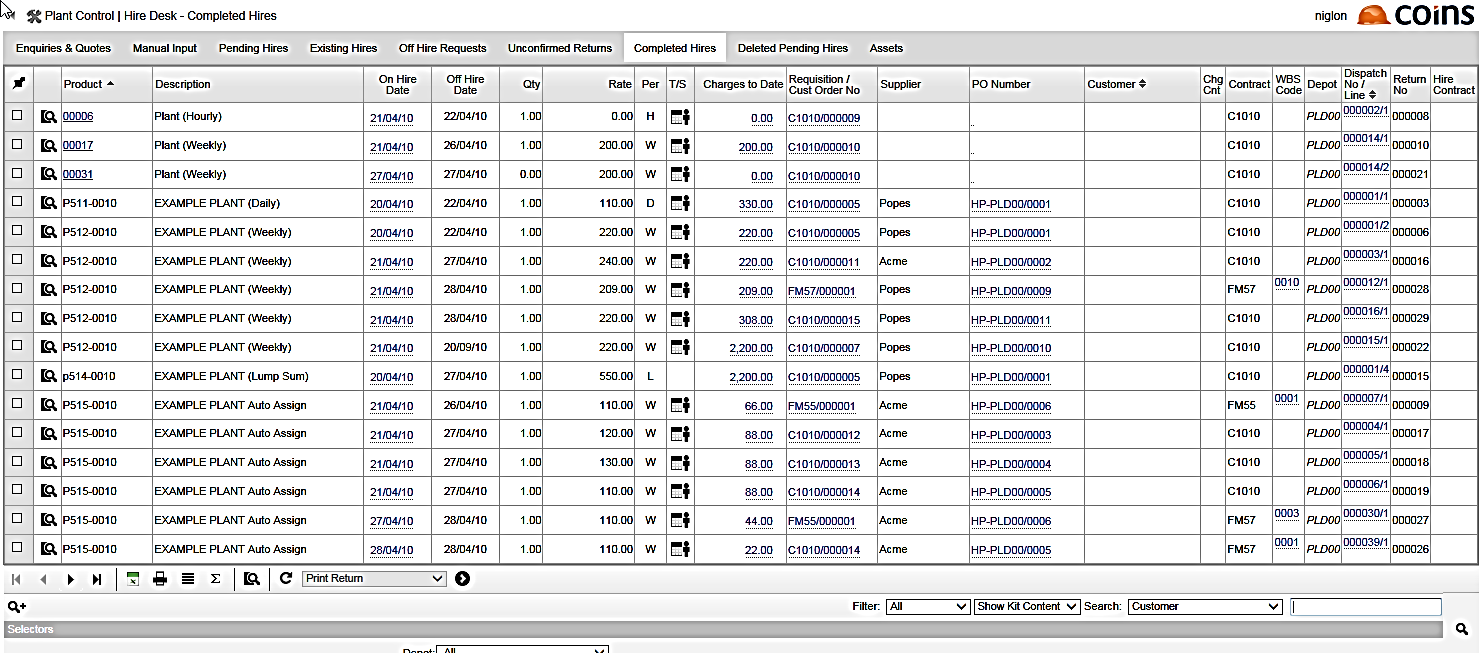 Plant Control | Hire Desk - Completed Hires
niglon coins
Enquiries & Quotes Manual Input Pending Hires Existing Hires Off Hire Requests Unconfirmed Returns Completed Hires Deleted Pending Hires Assets
Product Description On Hire Date Off Hire Date Qty Rate Per T/S Charges to Date Requisition / Cust Order No Supplier PO Number Customer Chg Cnt Contract WBS Code Depot Dispatch No / Line Return No Hire Contract
00006 Plant (Hourly) 21/04/10 22/04/10 1.00 0.00 H 0.00 C1010/000009 C1010 PLD00 000002/1 000008
00017 Plant (Weekly) 21/04/10 26/04/10 1.00 200.00 W 200.00 C1010/000010 C1010 PLD00 000014/1 000010
00031 Plant (Weekly) 27/04/10 27/04/10 0.00 200.00 W 0.00 C1010/000010 C1010 PLD00 000014/2 000021
P511-0010 EXAMPLE PLANT (Daily) 20/04/10 22/04/10 1.00 110.00 D 330.00 C1010/000005 Popes HP-PLD00/0001 C1010 PLD00 000001/1 000003
P512-0010 EXAMPLE PLANT (Weekly) 20/04/10 22/04/10 1.00 220.00 W 220.00 C1010/000005 Popes HP-PLD00/0001 C1010 PLD00 000001/2 000006
P512-0010 EXAMPLE PLANT (Weekly) 21/04/10 27/04/10 1.00 240.00 W 220.00 C1010/000011 Acme HP-PLD00/0002 C1010 PLD00 000003/1 000016
P512-0010 EXAMPLE PLANT (Weekly) 21/04/10 28/04/10 1.00 209.00 W 209.00 FM57/000001 Popes HP-PLD00/0009 FM57 0010 PLD00 000012/1 000028
P512-0010 EXAMPLE PLANT (Weekly) 21/04/10 28/04/10 1.00 220.00 W 308.00 C1010/000015 Popes HP-PLD00/0011 C1010 PLD00 000016/1 000029
P512-0010 EXAMPLE PLANT (Weekly) 21/04/10 20/09/10 1.00 220.00 W 2,200.00 C1010/000007 Popes HP-PLD00/0010 C1010 PLD00 000015/1 000022
p514-0010 EXAMPLE PLANT (Lump Sum) 20/04/10 27/04/10 1.00 550.00 L 2,200.00 C1010/000005 Popes HP-PLD00/0001 C1010 PLD00 000001/4 000015
P515-0010 EXAMPLE PLANT Auto Assign 21/04/10 26/04/10 1.00 110.00 W 66.00 FM55/000001 Acme HP-PLD00/0006 FM55 0001 PLD00 000007/1 000009
P515-0010 EXAMPLE PLANT Auto Assign 21/04/10 27/04/10 1.00 120.00 W 88.00 C1010/000012 Acme HP-PLD00/0003 C1010 PLD00 000004/1 000017
P515-0010 EXAMPLE PLANT Auto Assign 21/04/10 27/04/10 1.00 130.00 W 88.00 C1010/000013 Acme HP-PLD00/0004 C1010 PLD00 000005/1 000018
P515-0010 EXAMPLE PLANT Auto Assign 21/04/10 27/04/10 1.00 110.00 W 88.00 C1010/000014 Acme HP-PLD00/0005 C1010 PLD00 000006/1 000019
P515-0010 EXAMPLE PLANT Auto Assign 27/04/10 28/04/10 1.00 110.00 W 44.00 FM55/000001 Acme HP-PLD00/0006 FM57 0003 PLD00 000030/1 000027
P515-0010 EXAMPLE PLANT Auto Assign 28/04/10 28/04/10 1.00 110.00 W 22.00 C1010/000014 Acme HP-PLD00/0005 FM57 0001 PLD00 000039/1 000026
Print Return
Filter: All Show Kit Content Search: Customer
Selectors
Depot: All